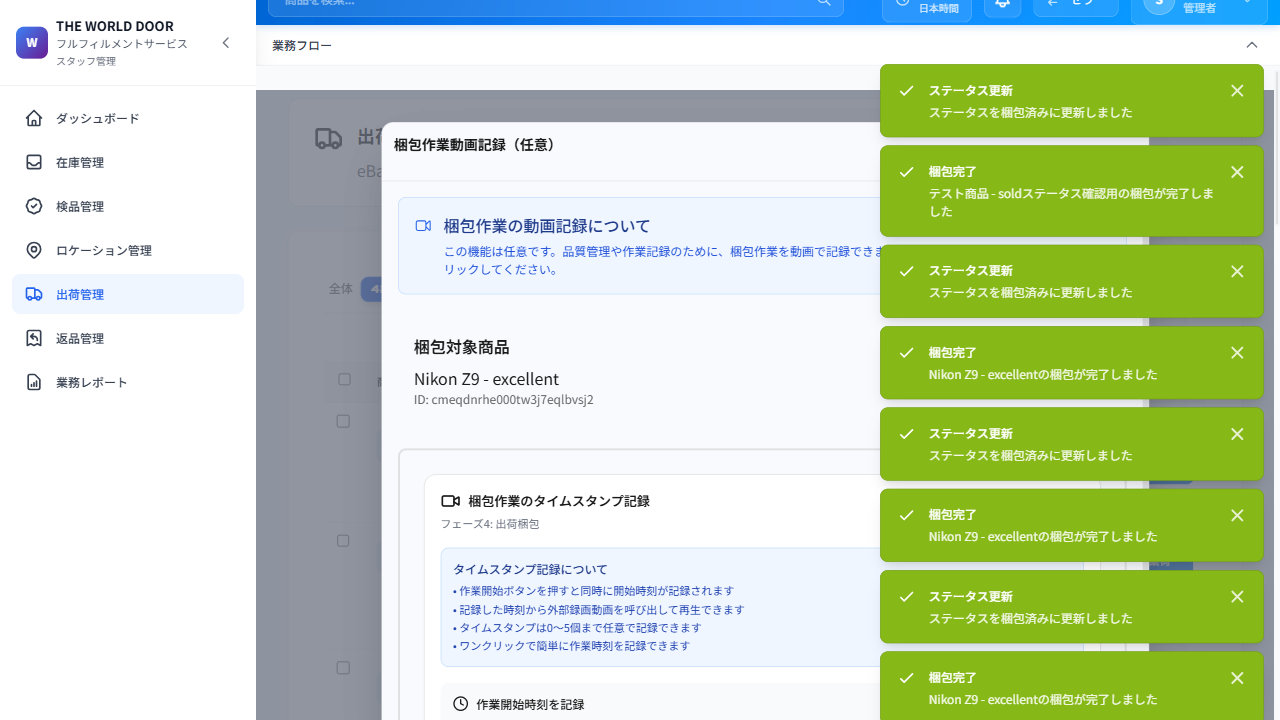 THE WORLD DOOR
フルフィルメントサービス
スタッフ管理
W
ダッシュボード
在庫管理
検品管理
ロケーション管理
出荷管理
返品管理
業務レポート
商品を検索...
日本時間
S
管理者
業務フロー
eBa
全体
梱包作業動画記録（任意）
梱包作業の動画記録について
この機能は任意です。品質管理や作業記録のために、梱包作業を動画で記録できま
リックしてください。
梱包対象商品
Nikon Z9 - excellent
ID: cmeqdnrhe000tw3j7eqlbvsj2
梱包作業のタイムスタンプ記録
フェーズ4: 出荷梱包
タイムスタンプ記録について
• 作業開始ボタンを押すと同時に開始時刻が記録されます
• 記録した時刻から外部録画動画を呼び出して再生できます
• タイムスタンプは0〜5個まで任意で記録できます
• ワンクリックで簡単に作業時刻を記録できます
作業開始時刻を記録
ステータス更新
ステータスを梱包済みに更新しました
梱包完了
テスト商品 - soldステータス確認用の梱包が完了しま
した
ステータス更新
ステータスを梱包済みに更新しました
梱包完了
Nikon Z9 - excellentの梱包が完了しました
ステータス更新
ステータスを梱包済みに更新しました
梱包完了
Nikon Z9 - excellentの梱包が完了しました
ステータス更新
ステータスを梱包済みに更新しました
梱包完了
Nikon Z9 - excellentの梱包が完了しました